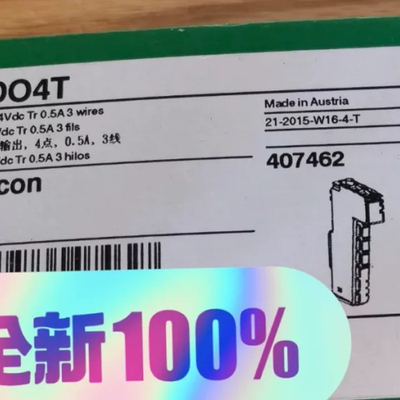 DO4T
4Vdc Tr 0.5A 3 wires
Vdc Tr 0.5A 3 fils
输出, 4点, 0.5A, 3线
dc Tr 0.5A 3 hilos
con
Made in Austria
21-2015-W16-4-T
407462
全新100%